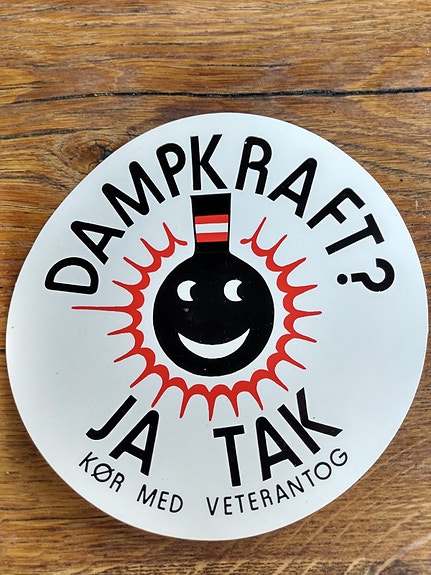 DAMPKRAFT?
JA TAK
KØR MED VETERANTOG